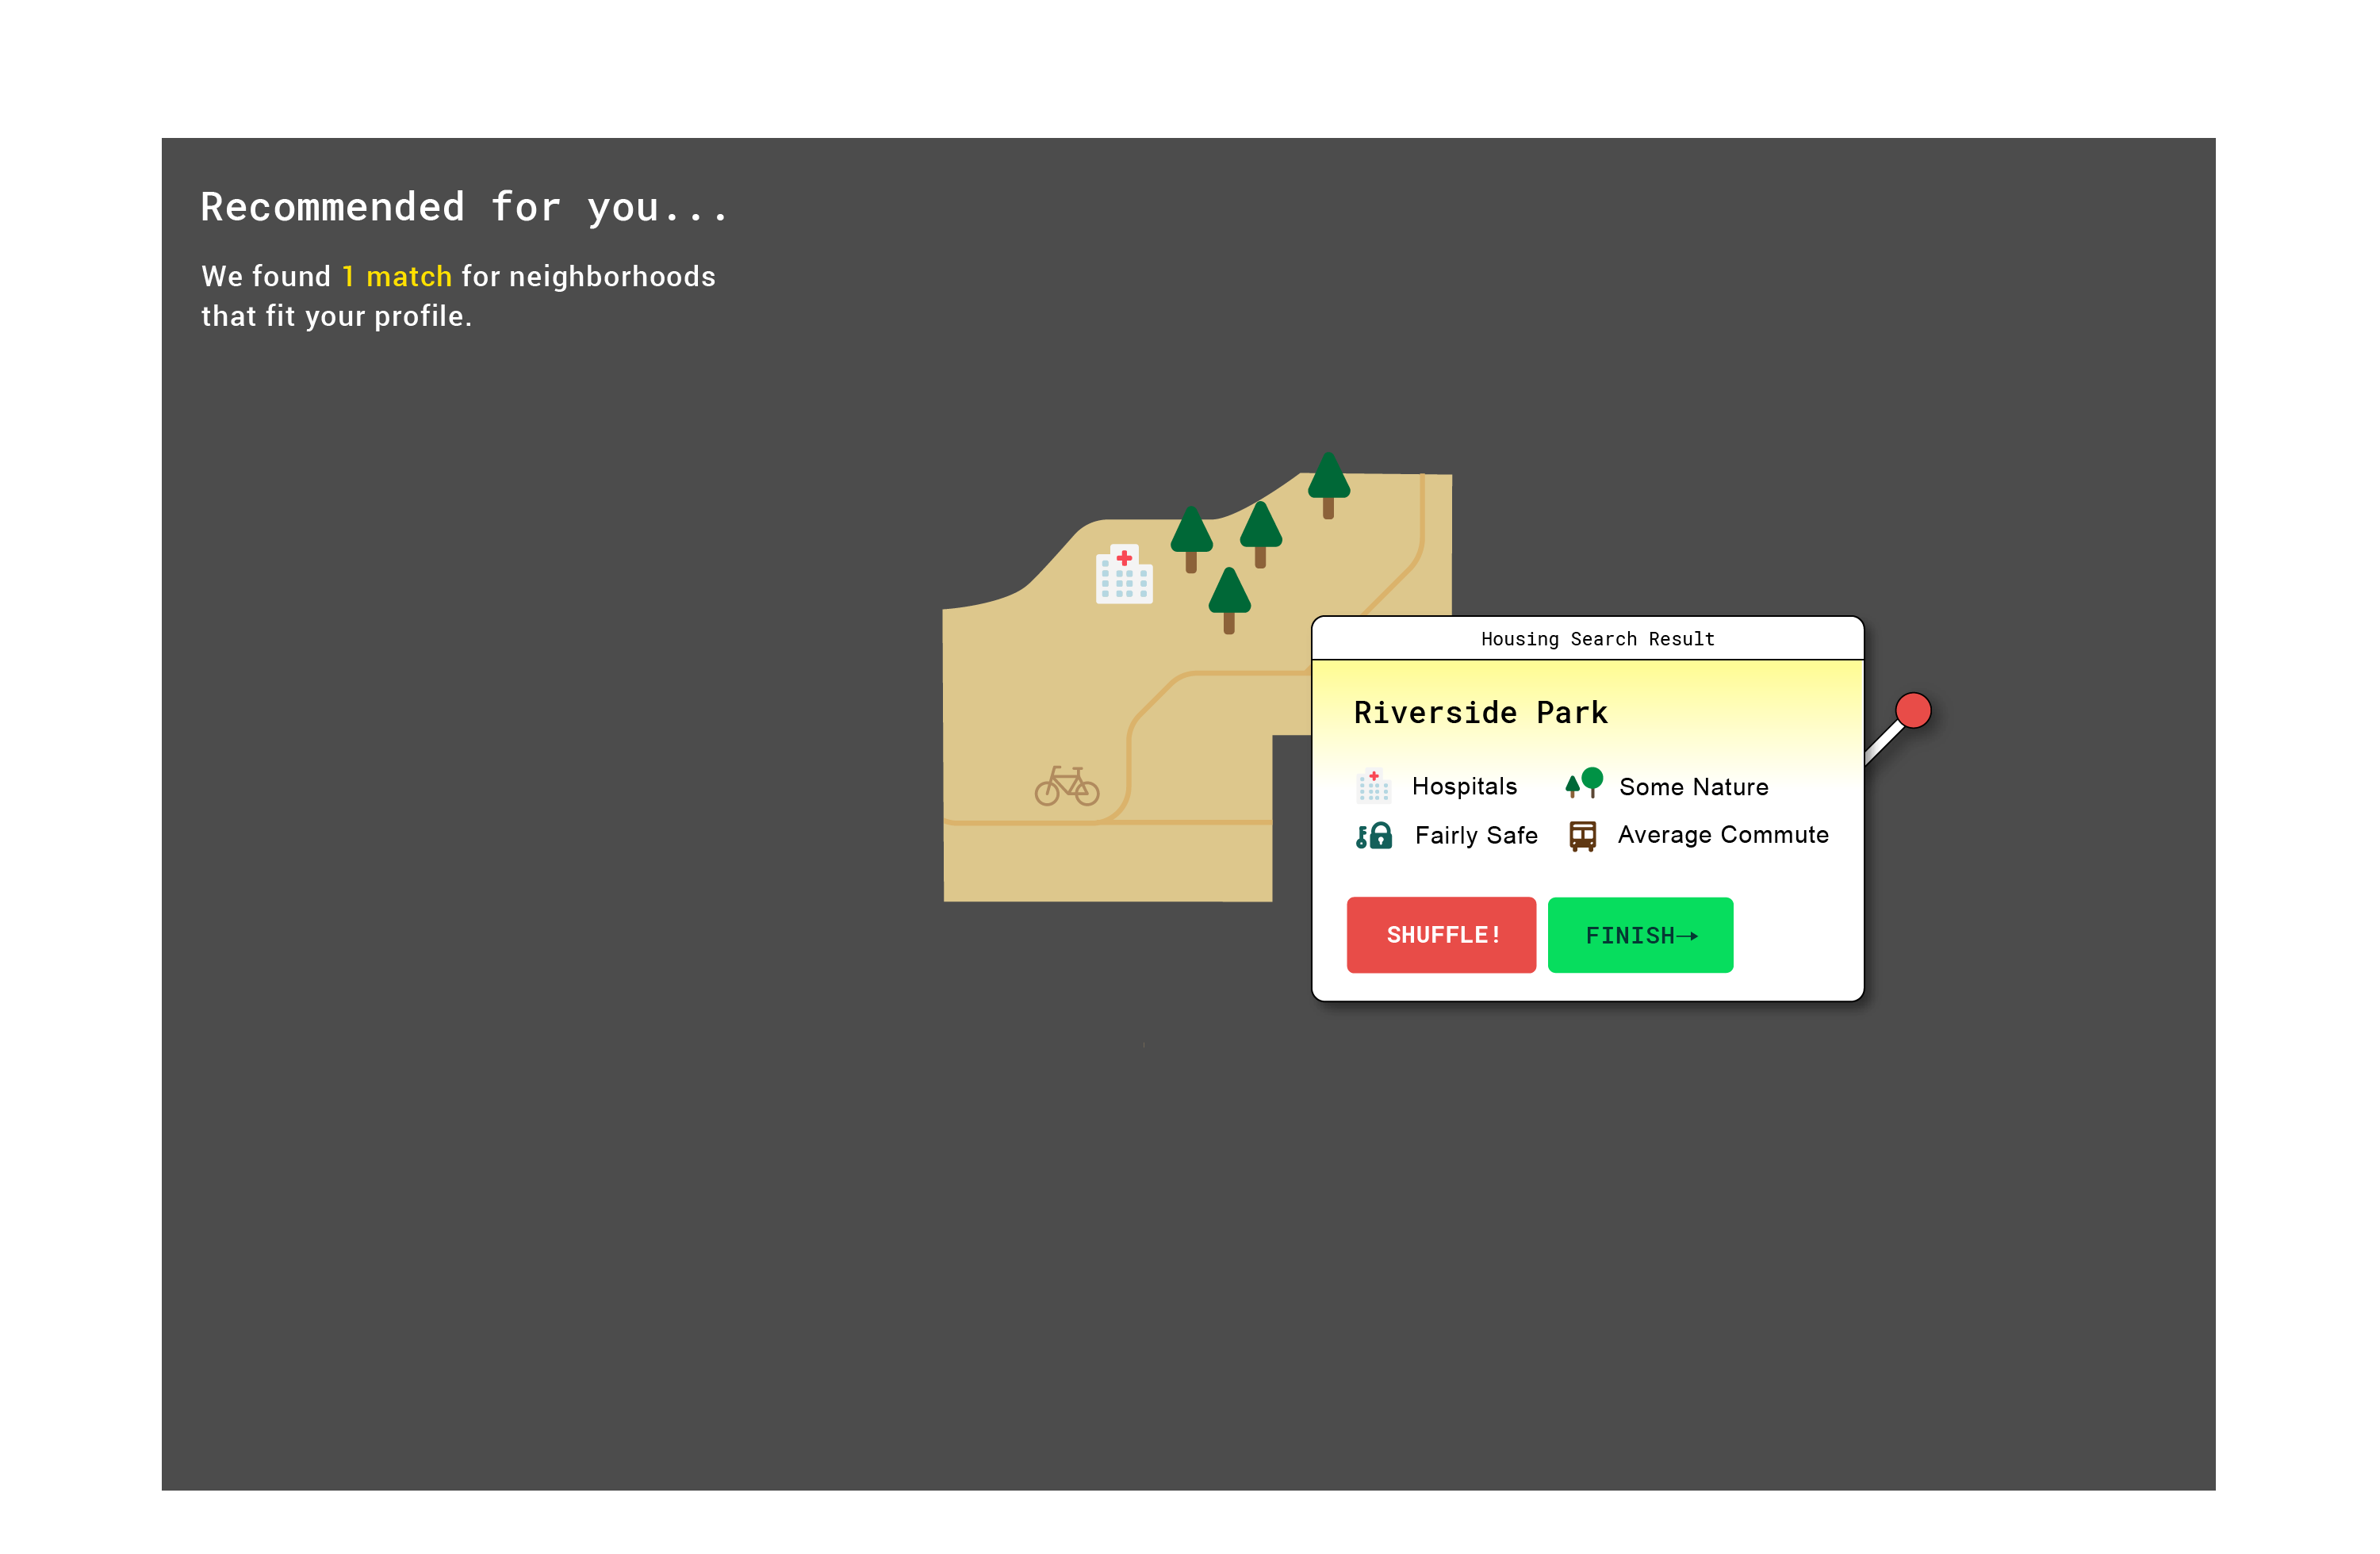 Recommended for you...
We found 1 match for neighborhoods
that fit your profile.
Housing Search Result
Riverside Park
Hospitals
Some Nature
Fairly Safe
Average Commute
SHUFFLE!
FINISH→